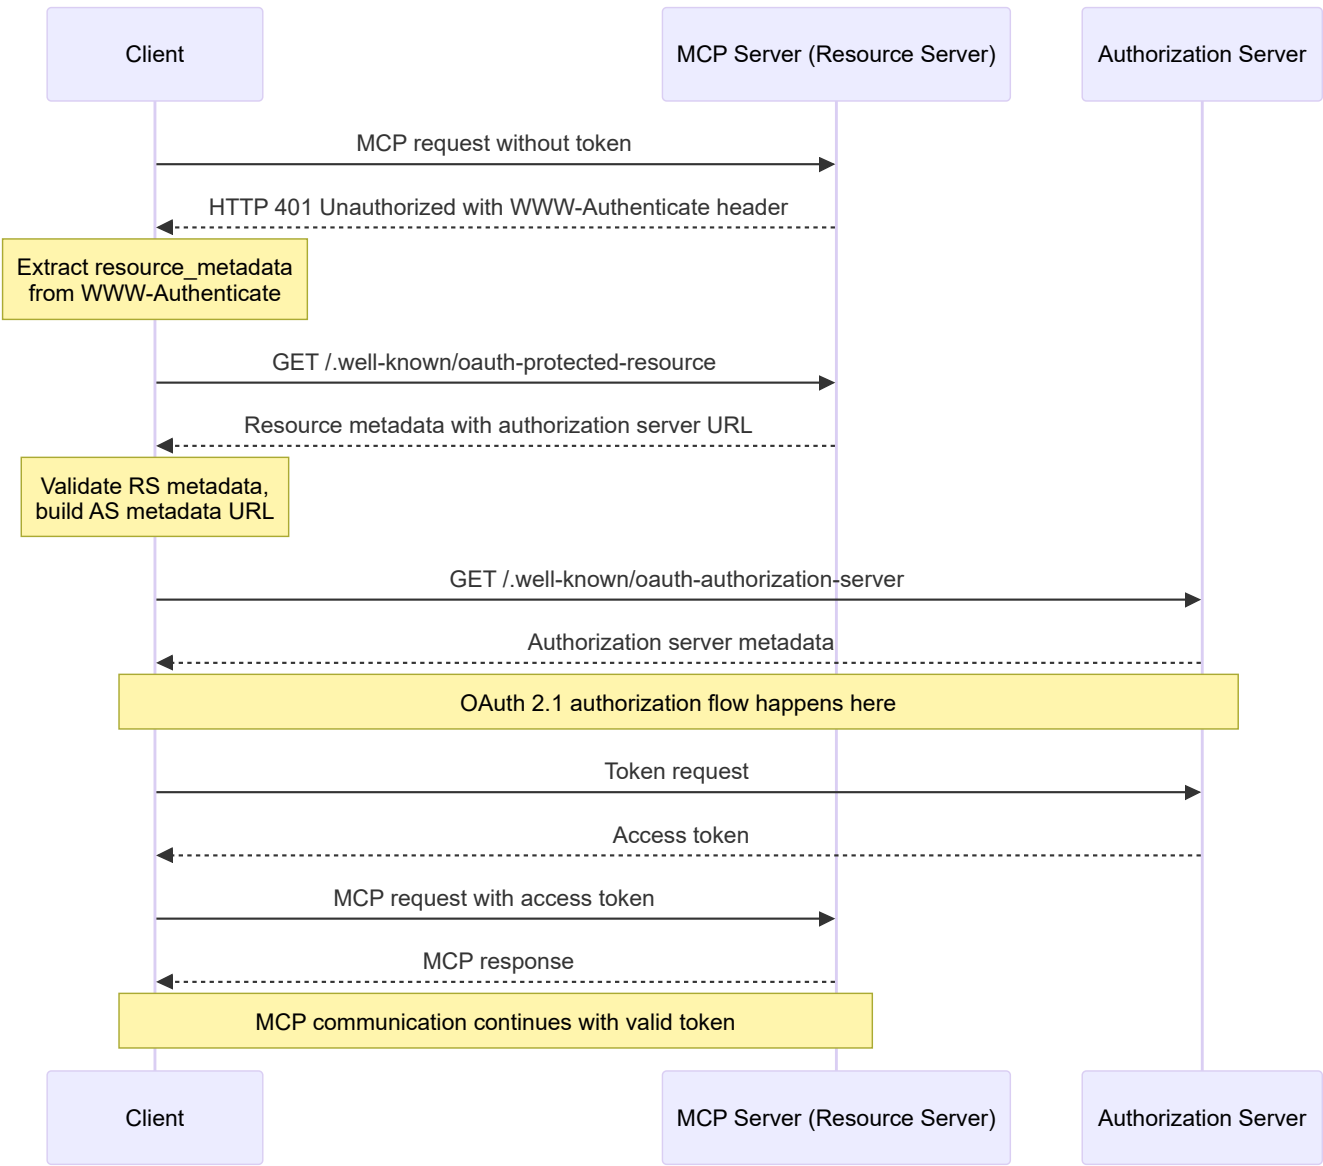 Client
MCP Server (Resource Server)
Authorization Server
MCP request without token
HTTP 401 Unauthorized with WWW-Authenticate header
Extract resource_metadata
from WWW-Authenticate
GET /.well-known/oauth-protected-resource
Resource metadata with authorization server URL
Validate RS metadata,
build AS metadata URL
GET /.well-known/oauth-authorization-server
Authorization server metadata
OAuth 2.1 authorization flow happens here
Token request
Access token
MCP request with access token
MCP response
MCP communication continues with valid token
Client
MCP Server (Resource Server)
Authorization Server